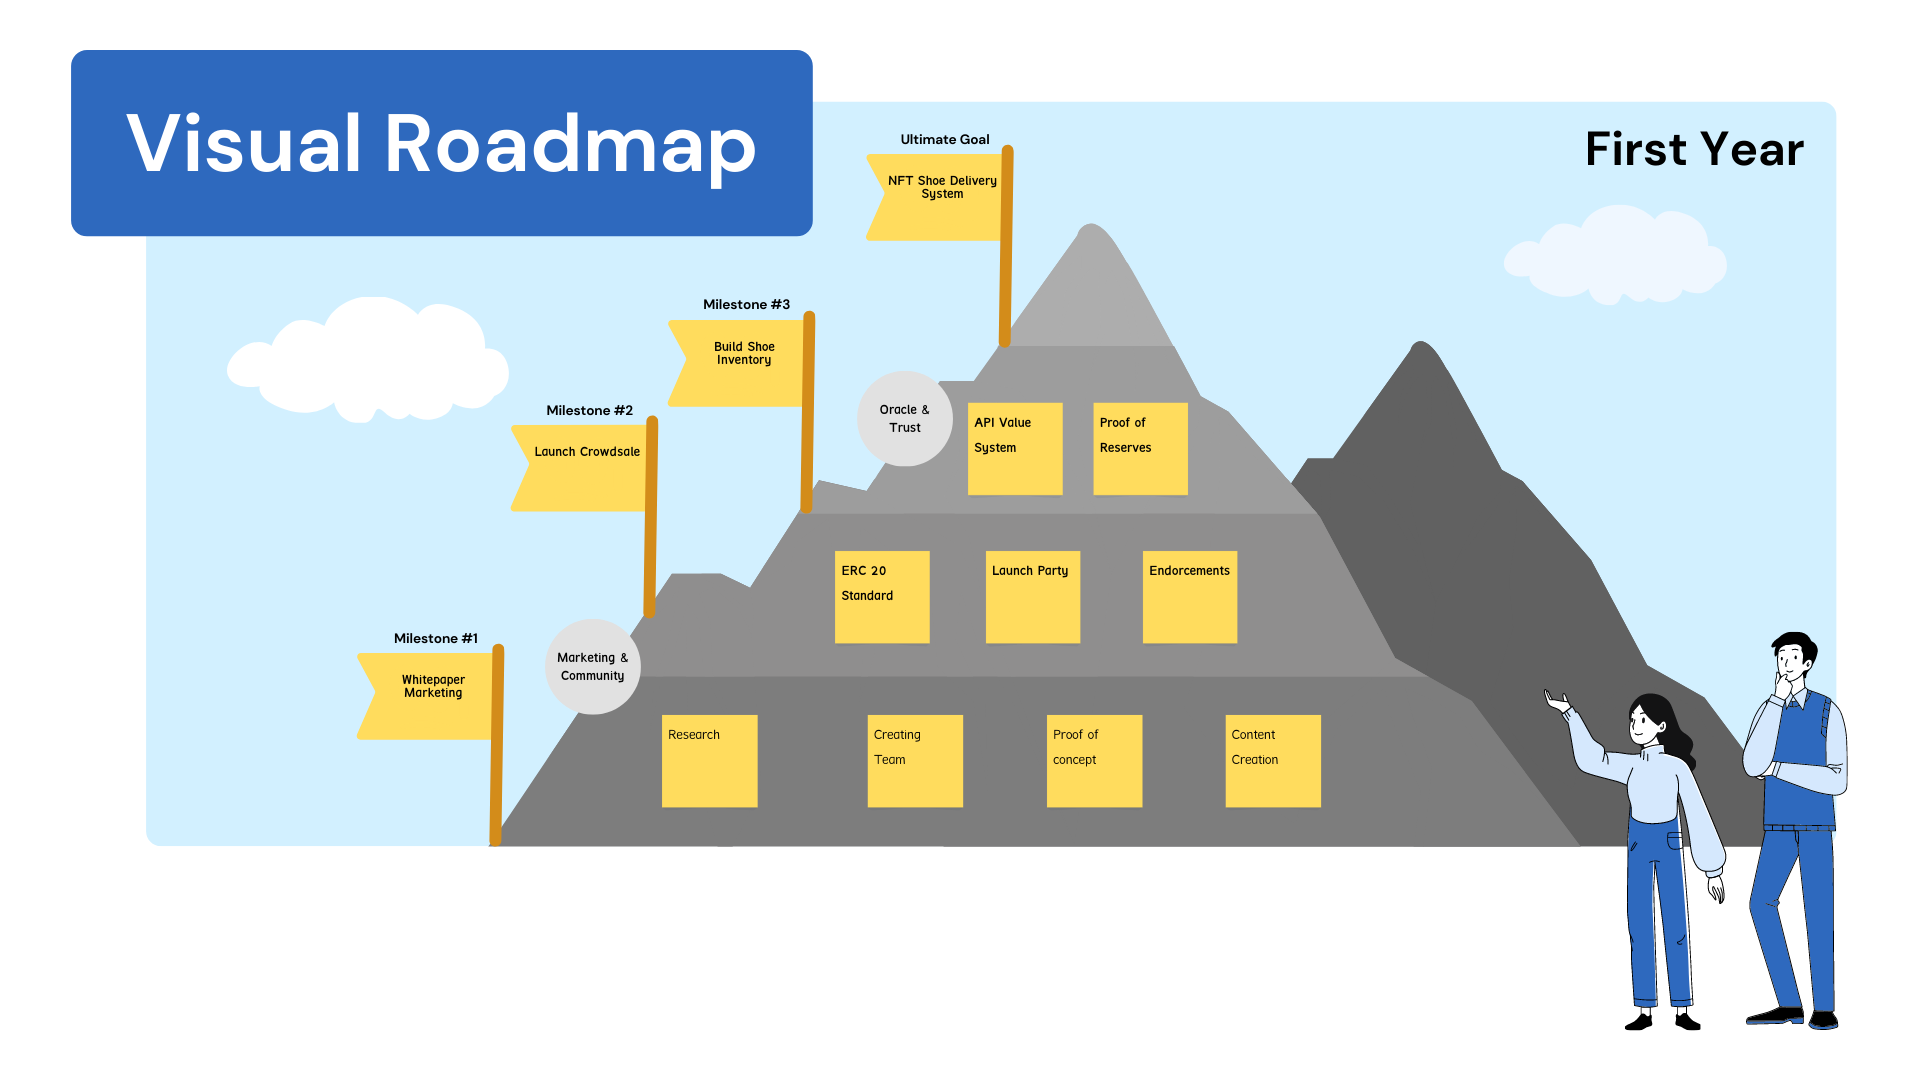 Visual Roadmap
First Year
Ultimate Goal
NFT Shoe Delivery
System
Milestone #3
Build Shoe
Inventory
Oracle &
Trust
API Value
System
Proof of
Reserves
Milestone #2
Launch Crowdsale
ERC 20
Standard
Launch Party
Endorcements
Milestone #1
Whitepaper
Marketing
Marketing &
Community
Research
Creating
Team
Proof of
concept
Content
Creation